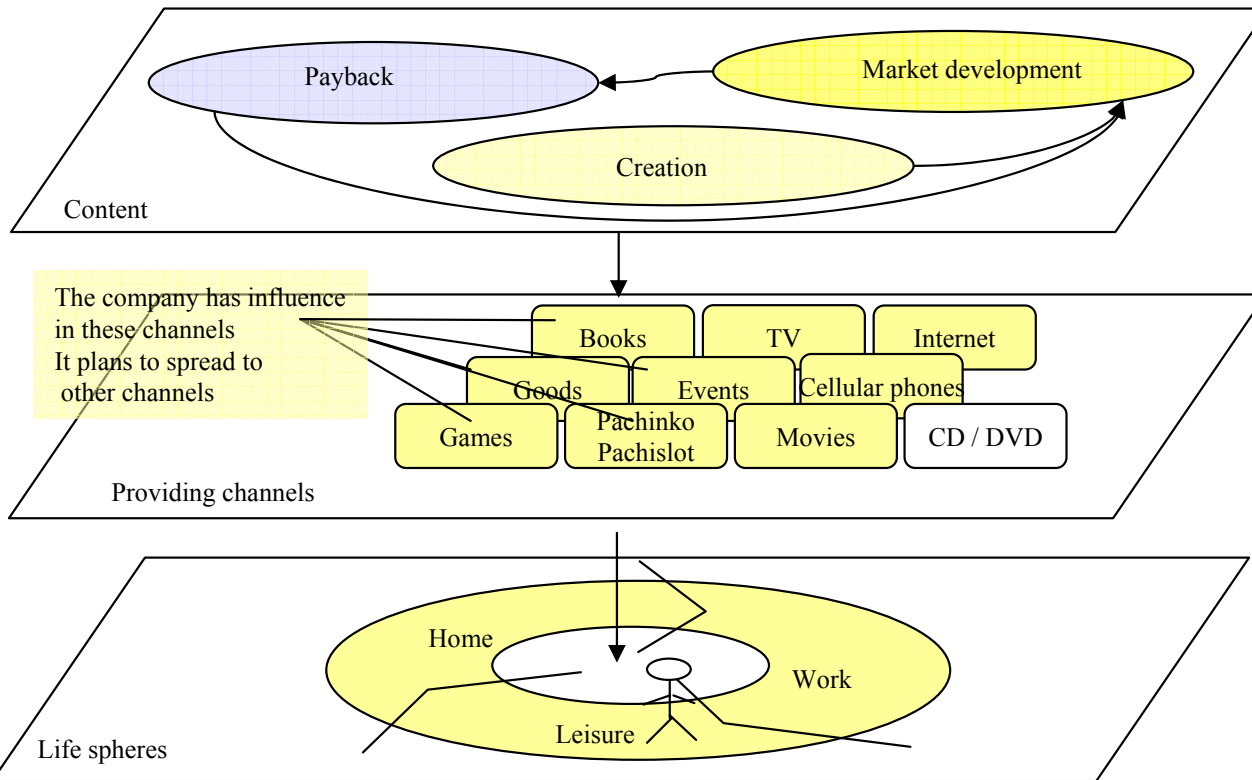 Payback
Market development
Creation
Content
The company has influence
in these channels
It plans to spread to
other channels
Books
TV
Internet
Goods
Events
Cellular phones
Games
Pachinko
Pachislot
Movies
CD / DVD
Providing channels
Home
Work
Leisure
Life spheres